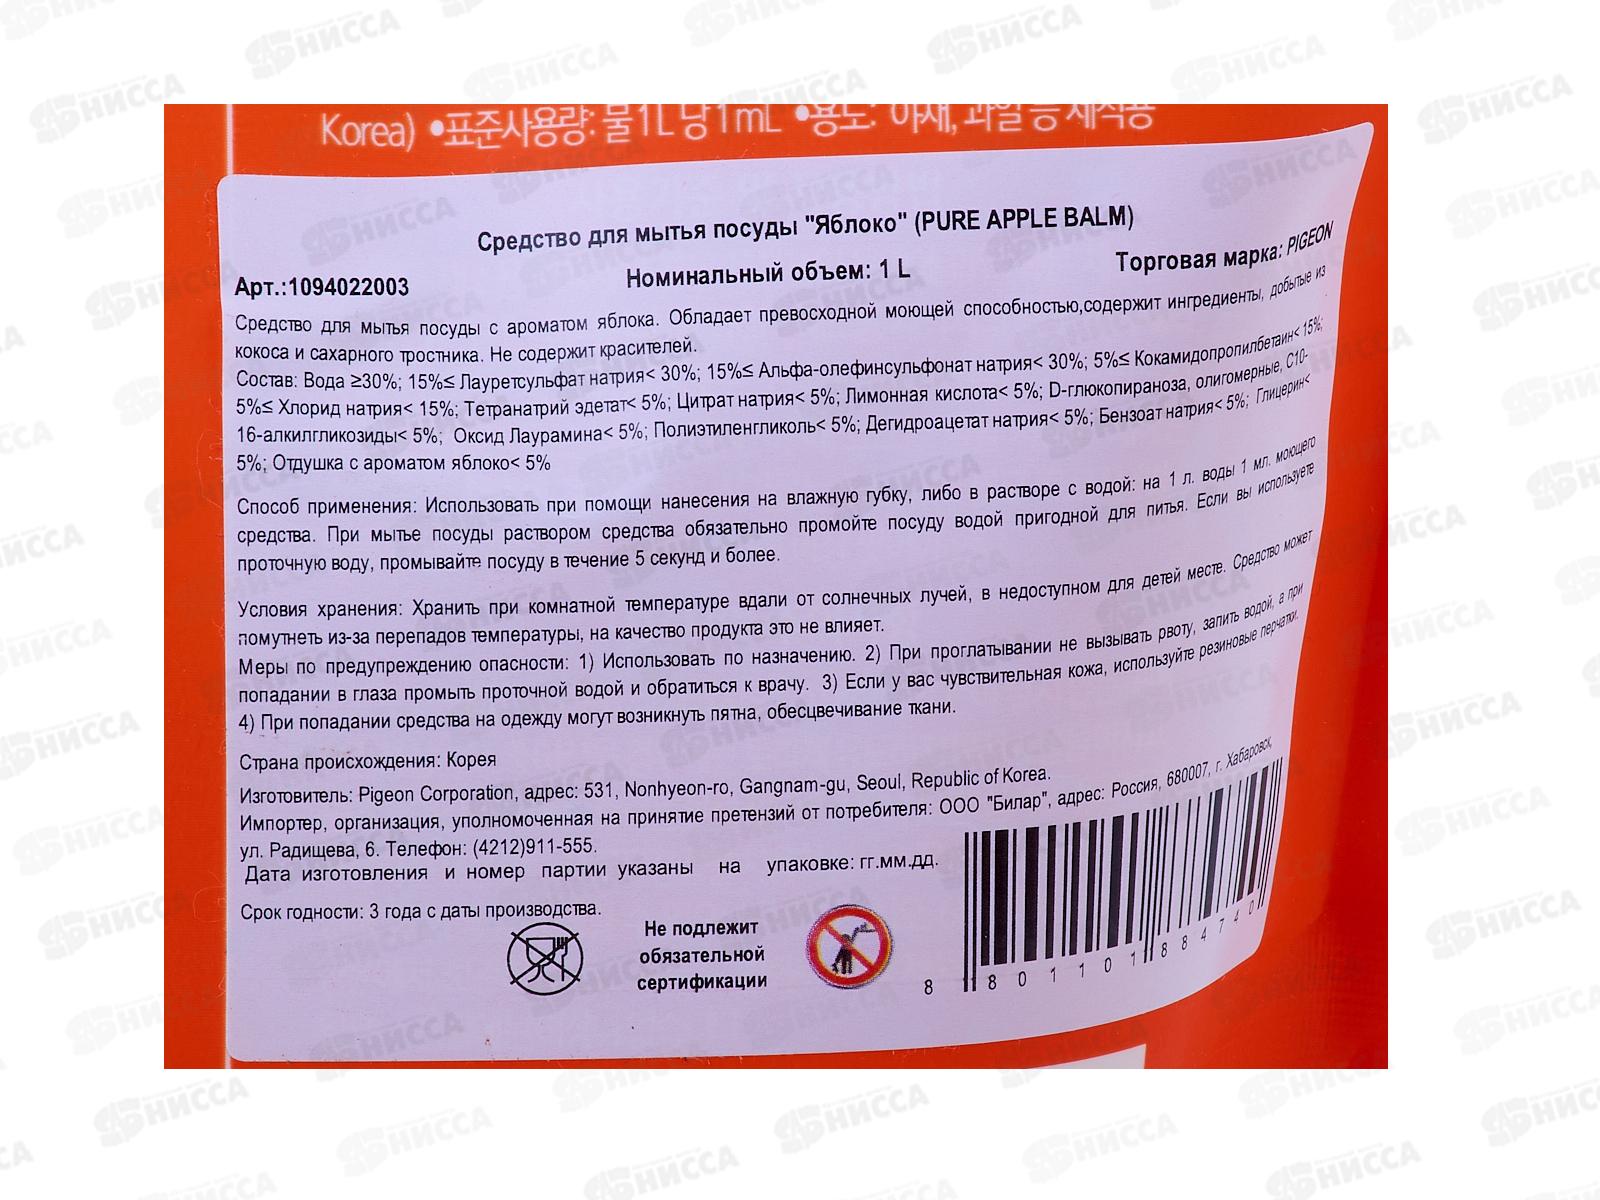 Korea) •표준사용량: 물1L 당 1mL •용도: 야채, 과일 등 세척용
Средство для мытья посуды "Яблоко" (PURE APPLE BALM)
Арт.:1094022003 Номинальный объем: 1 L Торговая марка: PIGEON
Средство для мытья посуды с ароматом яблока. Обладает превосходной моющей способностью,содержит ингредиенты, добытые из
кокоса и сахарного тростника. Не содержит красителей.
Состав: Вода ≥30%; 15%≤ Лауретсульфат натрия< 30%; 15%≤ Альфа-олефинсульфонат натрия< 30%; 5%≤ Кокамидопропилбетаин< 15%;
5%≤ Хлорид натрия< 15%; Тетранатрий эдетат< 5%; Цитрат натрия< 5%; Лимонная кислота< 5%; D-глюкопираноза, олигомерные, C10-
16-алкилгликозиды< 5%; Оксид Лаурамина< 5%; Полиэтиленгликоль< 5%; Дегидроацетат натрия< 5%; Бензоат натрия< 5%; Глицерин<
5%; Отдушка с ароматом яблоко< 5%
Способ применения: Использовать при помощи нанесения на влажную губку, либо в растворе с водой: на 1 л. воды 1 мл. моющего
средства. При мытье посуды раствором средства обязательно промойте посуду водой пригодной для питья. Если вы используете
проточную воду, промывайте посуду в течение 5 секунд и более.
Условия хранения: Хранить при комнатной температуре вдали от солнечных лучей, в недоступном для детей месте. Средство может
помутнеть из-за перепадов температуры, на качество продукта это не влияет.
Меры по предупреждению опасности: 1) Использовать по назначению. 2) При проглатывании не вызывать рвоту, запить водой, а при
попадании в глаза промыть проточной водой и обратиться к врачу. 3) Если у вас чувствительная кожа, используйте резиновые перчатки.
4) При попадании средства на одежду могут возникнуть пятна, обесцвечивание ткани.
Страна происхождения: Корея
Изготовитель: Pigeon Corporation, адрес: 531, Nonhyeon-ro, Gangnam-gu, Seoul, Republic of Korea.
Импортер, организация, уполномоченная на принятие претензий от потребителя: ООО "Билар", адрес: Россия, 680007, г. Хабаровск,
ул. Радищева, 6. Телефон: (4212)911-555.
Дата изготовления и номер партии указаны на упаковке: гг.мм.дд.
Срок годности: 3 года с даты производства.
Не подлежит
обязательной
сертификации
8 801101 884740
НИССА